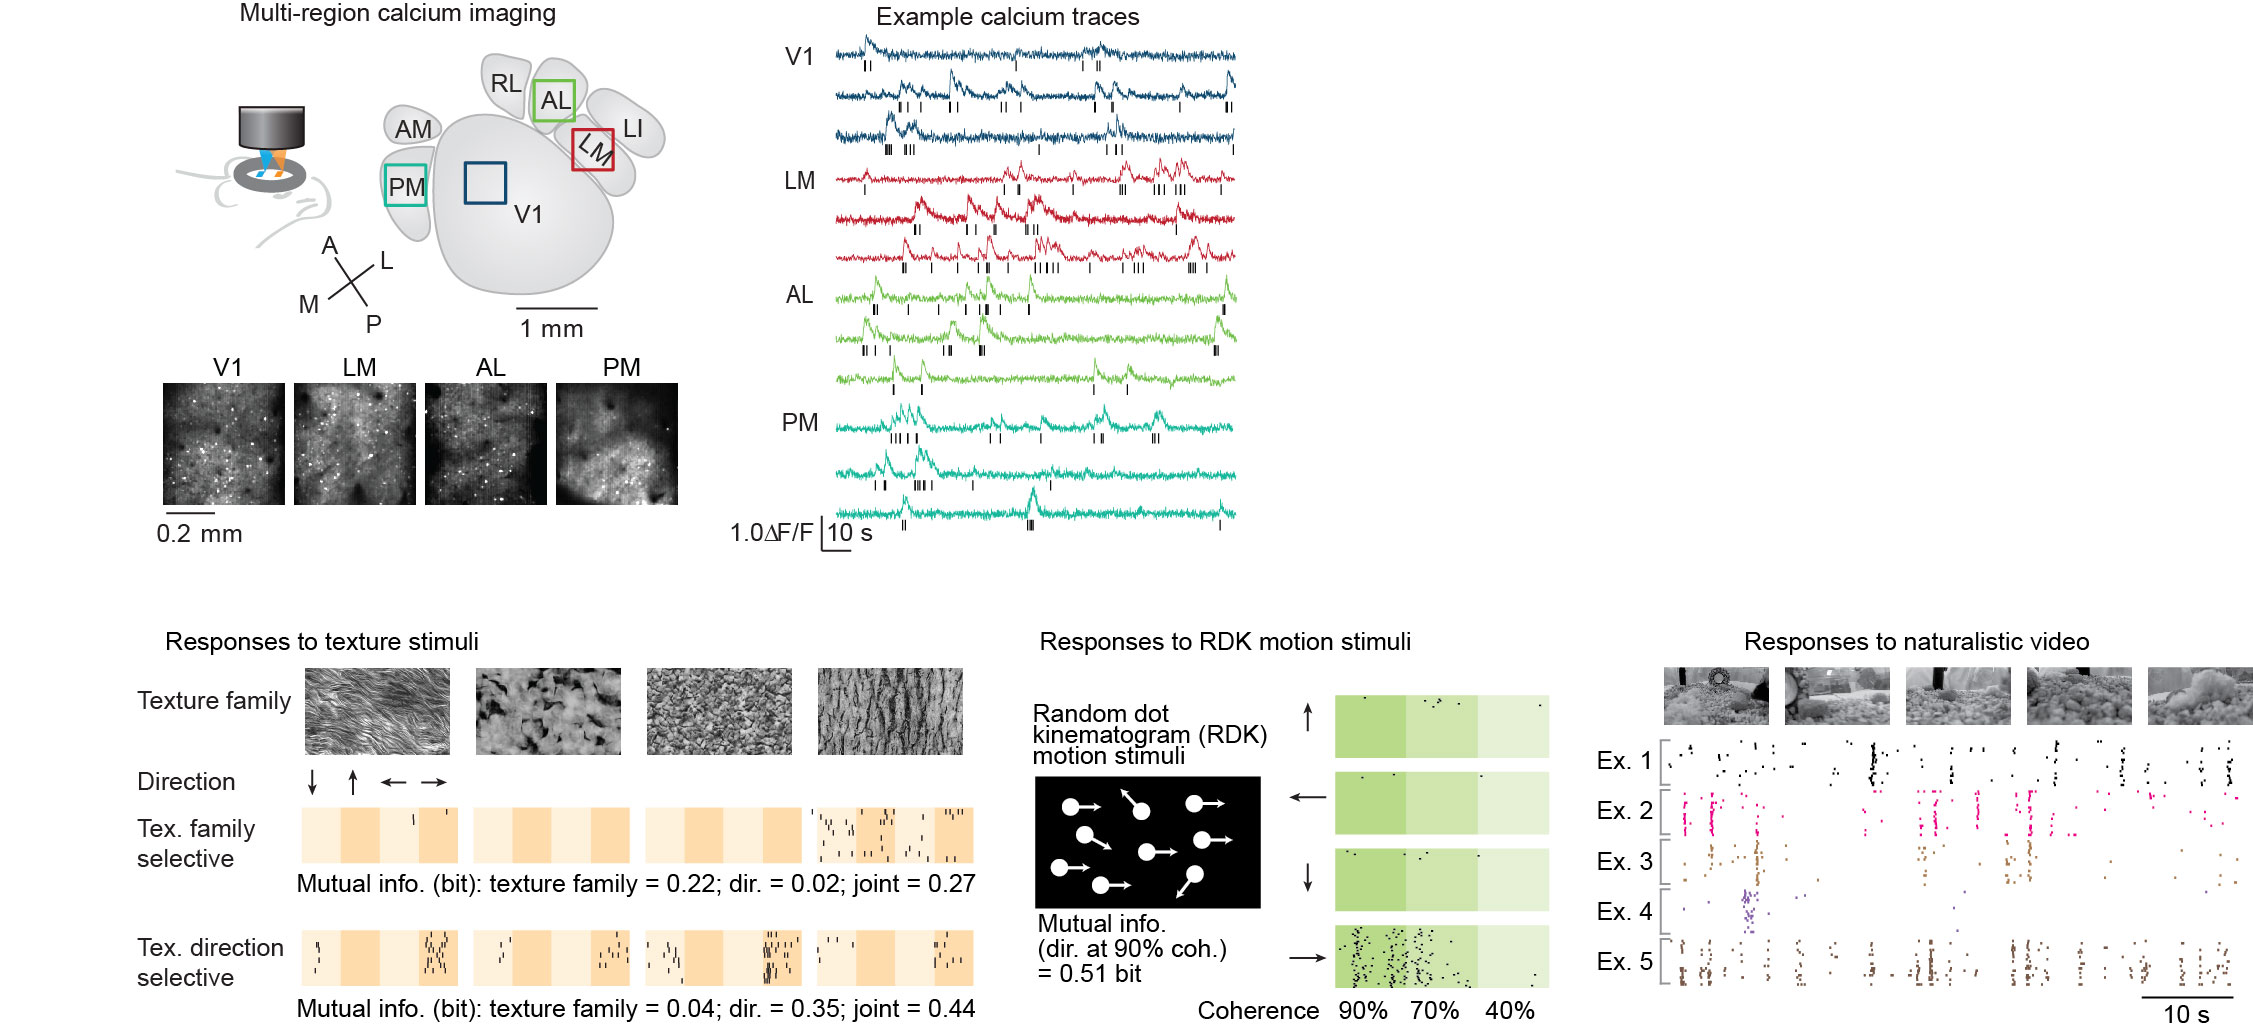 Multi-region calcium imaging
RL
AL
LI
AM
LM
PM
V1
A
L
M
P
1 mm
V1 LM AL PM
0.2 mm
Example calcium traces
V1
LM
AL
PM
1.0ΔF/F
10 s
Responses to texture stimuli
Texture family
Direction
Tex. family
selective
Mutual info. (bit): texture family = 0.22; dir. = 0.02; joint = 0.27
Tex. direction
selective
Mutual info. (bit): texture family = 0.04; dir. = 0.35; joint = 0.44
Responses to RDK motion stimuli
Random dot
kinematogram (RDK)
motion stimuli
Mutual info.
(dir. at 90% coh.)
= 0.51 bit
Coherence 90% 70% 40%
Responses to naturalistic video
Ex. 1
Ex. 2
Ex. 3
Ex. 4
Ex. 5
10 s